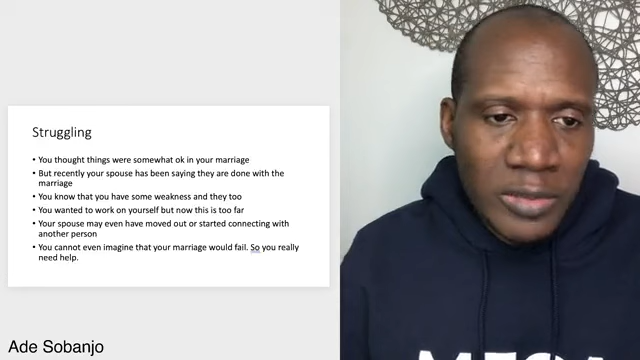 Struggling
• You thought things were somewhat ok in your marriage
• But recently your spouse has been saying they are done with the
marriage
• You know that you have some weakness and they too
• You wanted to work on yourself but now this is too far
• Your spouse may even have moved out or started connecting with
another person
• You cannot even imagine that your marriage would fail. So you really
need help.
Ade Sobanjo